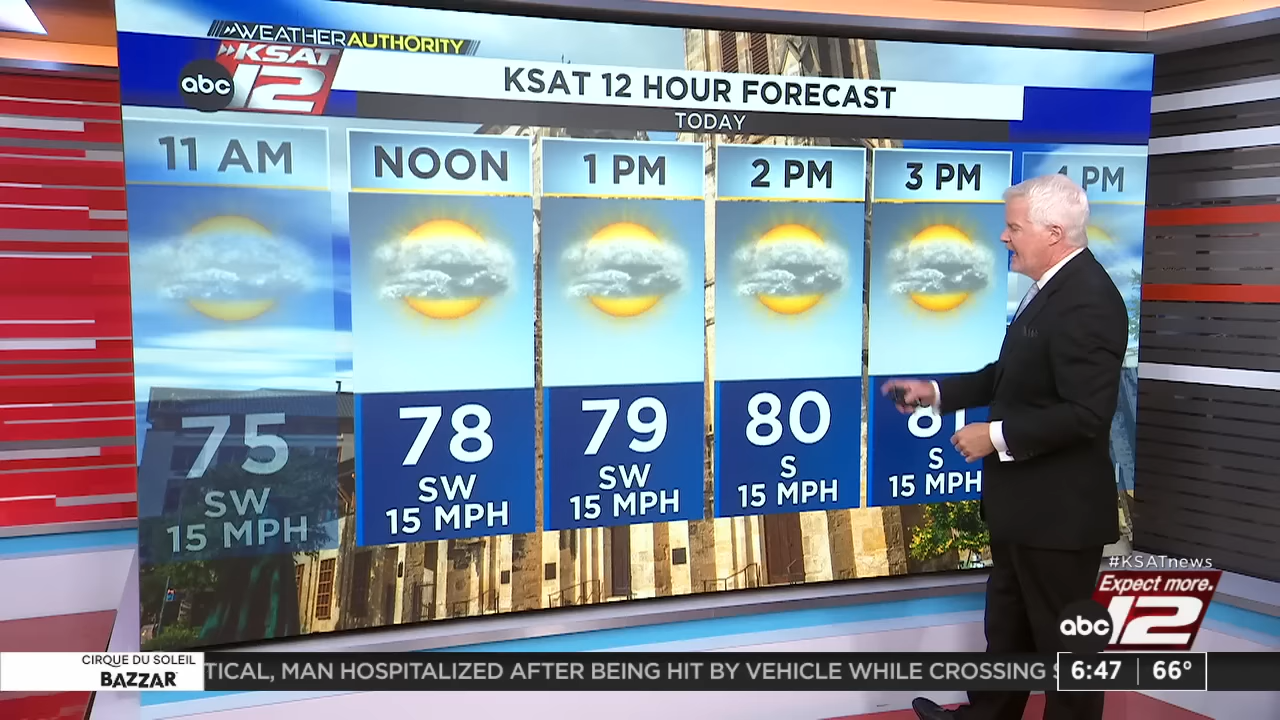 WEATHER AUTHORITY
KSAT
abc 12
KSAT 12 HOUR FORECAST
TODAY
11 AM
75
SW
15 MPH
NOON
78
SW
15 MPH
1 PM
79
SW
15 MPH
2 PM
80
S
15 MPH
3 PM
81
S
15 MPH
4 PM
#KSATnews
Expect more.
abc 12
CIRQUE DU SOLEIL
BAZZAR
TICAL, MAN HOSPITALIZED AFTER BEING HIT BY VEHICLE WHILE CROSSING
6:47 66°